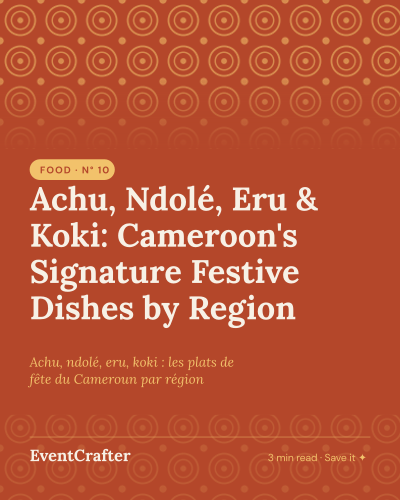 FOOD · N° 10
Achu, Ndolé, Eru &
Koki: Cameroon's
Signature Festive
Dishes by Region
Achu, ndolé, eru, koki : les plats de
fête du Cameroun par région
EventCrafter
3 min read · Save it ✦